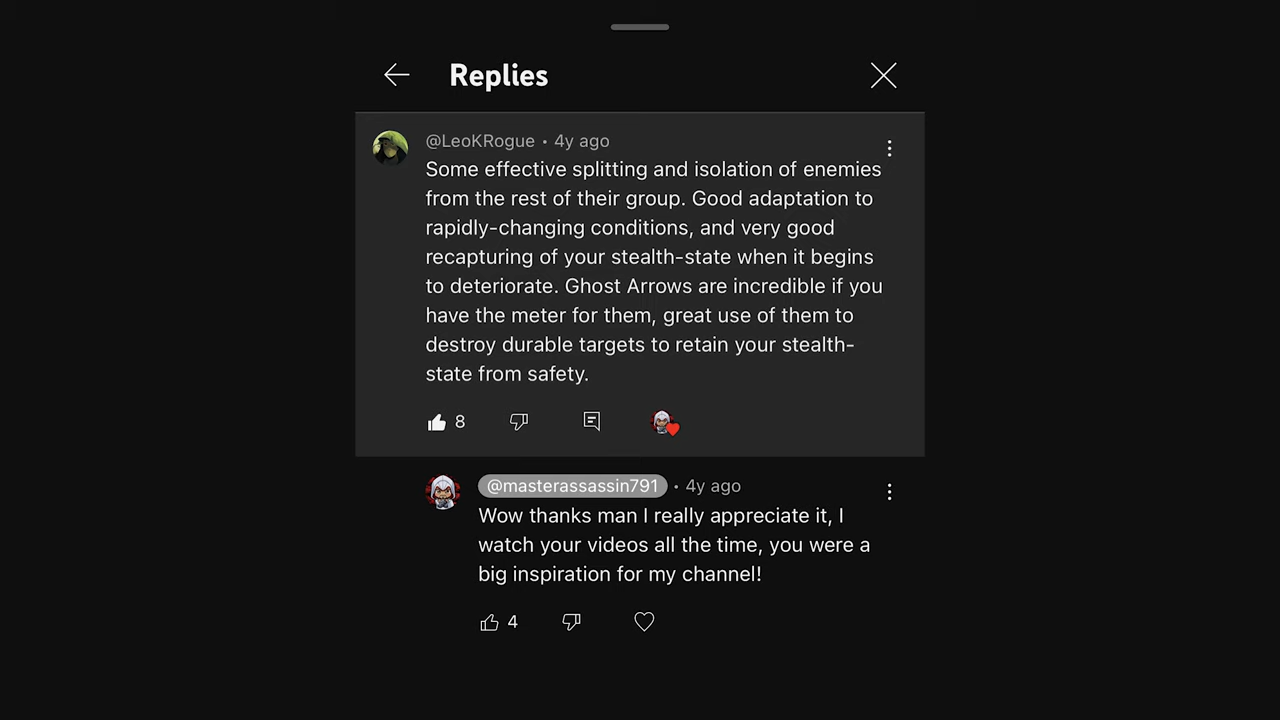 Replies
@LeoKRogue • 4y ago
Some effective splitting and isolation of enemies
from the rest of their group. Good adaptation to
rapidly-changing conditions, and very good
recapturing of your stealth-state when it begins
to deteriorate. Ghost Arrows are incredible if you
have the meter for them, great use of them to
destroy durable targets to retain your stealth-
state from safety.
8
@masterassassin791 • 4y ago
Wow thanks man I really appreciate it, I
watch your videos all the time, you were a
big inspiration for my channel!
4